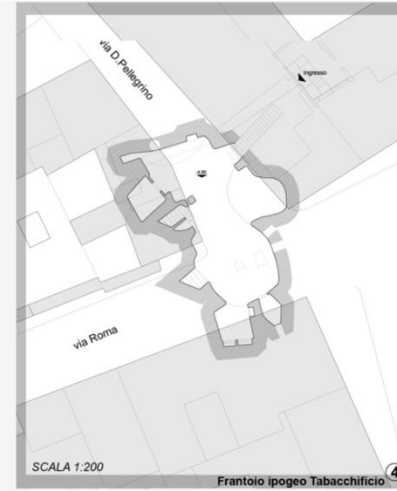 via D.Pellegrino
ingresso
via Roma
SCALA 1:200
4
Frantoio ipogeo Tabacchificio